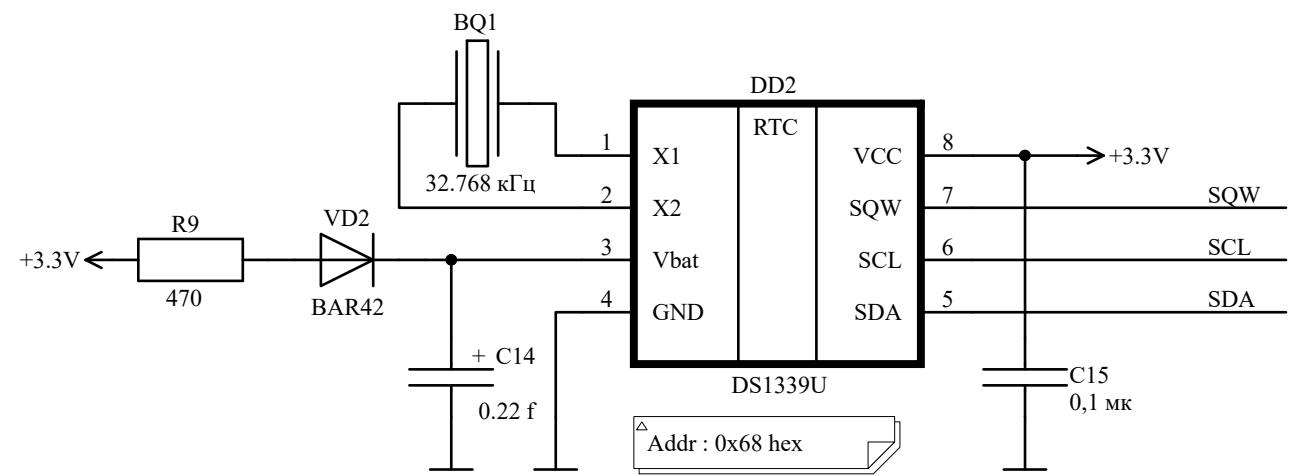 BQ1
32.768 кГц
DD2
RTC
1 X1
2 X2
3 Vbat
4 GND
VCC 8
SQW 7
SCL 6
SDA 5
DS1339U
+3.3V
SQW
SCL
SDA
+3.3V
R9
470
VD2
BAR42
+ C14
0.22 f
C15
0,1 мк
Addr : 0x68 hex